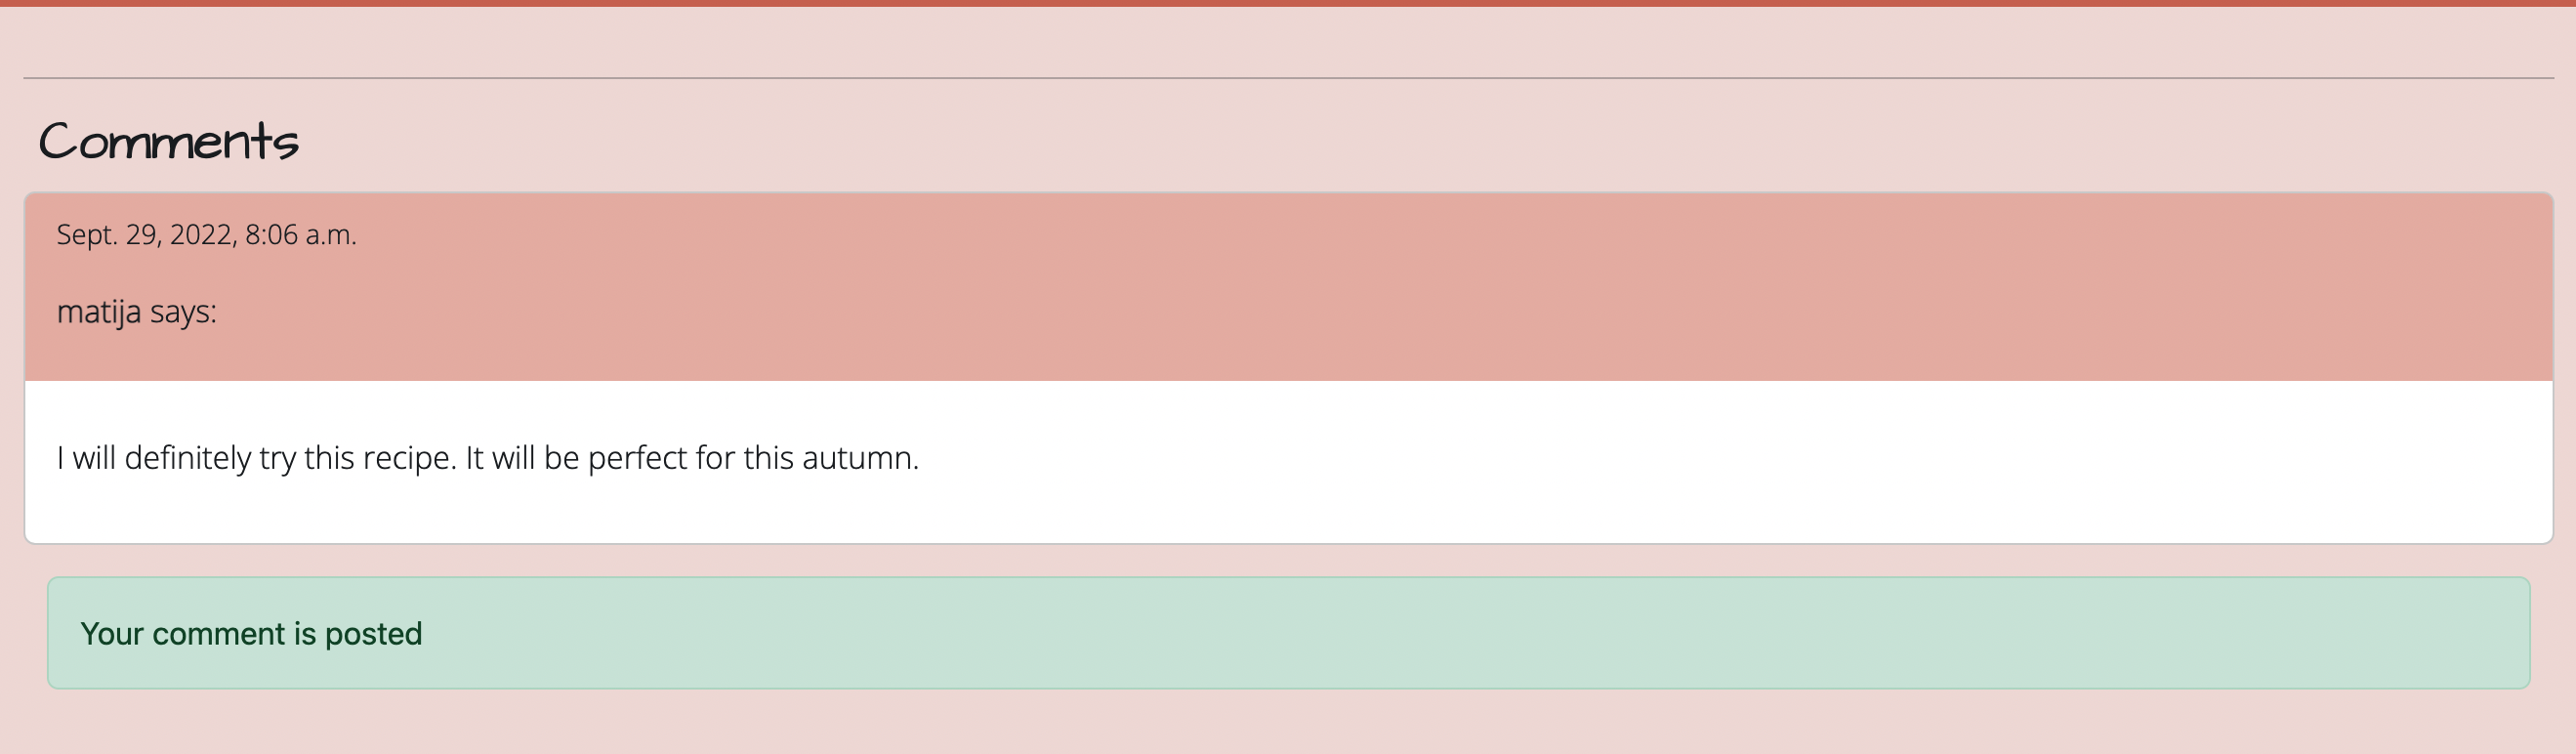 Comments
Sept. 29, 2022, 8:06 a.m.
matija says:
I will definitely try this recipe. It will be perfect for this autumn.
Your comment is posted